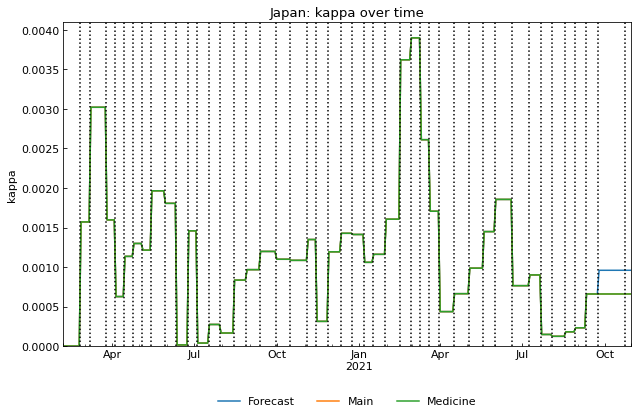 Japan: kappa over time
0.0040
0.0035
0.0030
0.0025
0.0020
0.0015
0.0010
0.0005
0.0000
kappa
Apr Jul Oct Jan Apr Jul Oct
2021
Forecast Main Medicine